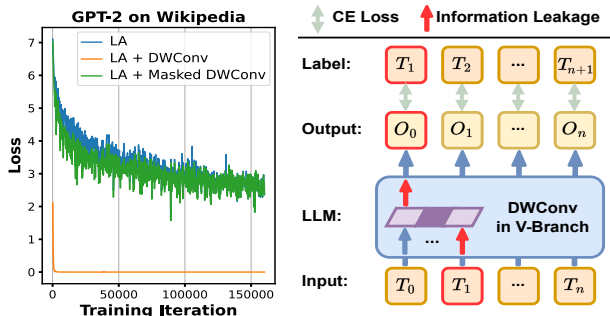 GPT-2 on Wikipedia
LA
LA + DWConv
LA + Masked DWConv
Loss
7
6
5
4
3
2
1
0
0 50000 100000 150000
Training Iteration
CE Loss Information Leakage
Label: T1 T2 ... Tn+1
Output: O0 O1 ... On
LLM:
DWConv
in V-Branch
...
Input: T0 T1 ... Tn